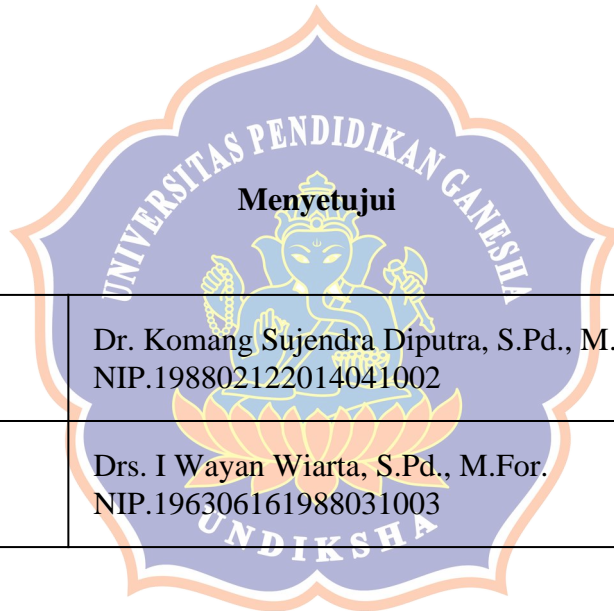 UNIVERSITAS PENDIDIKAN GANESHA
Menyetujui
Dr. Komang Sujendra Diputra, S.Pd., M.
NIP.198802122014041002
Drs. I Wayan Wiarta, S.Pd., M.For.
NIP.196306161988031003
UNDIKSHA